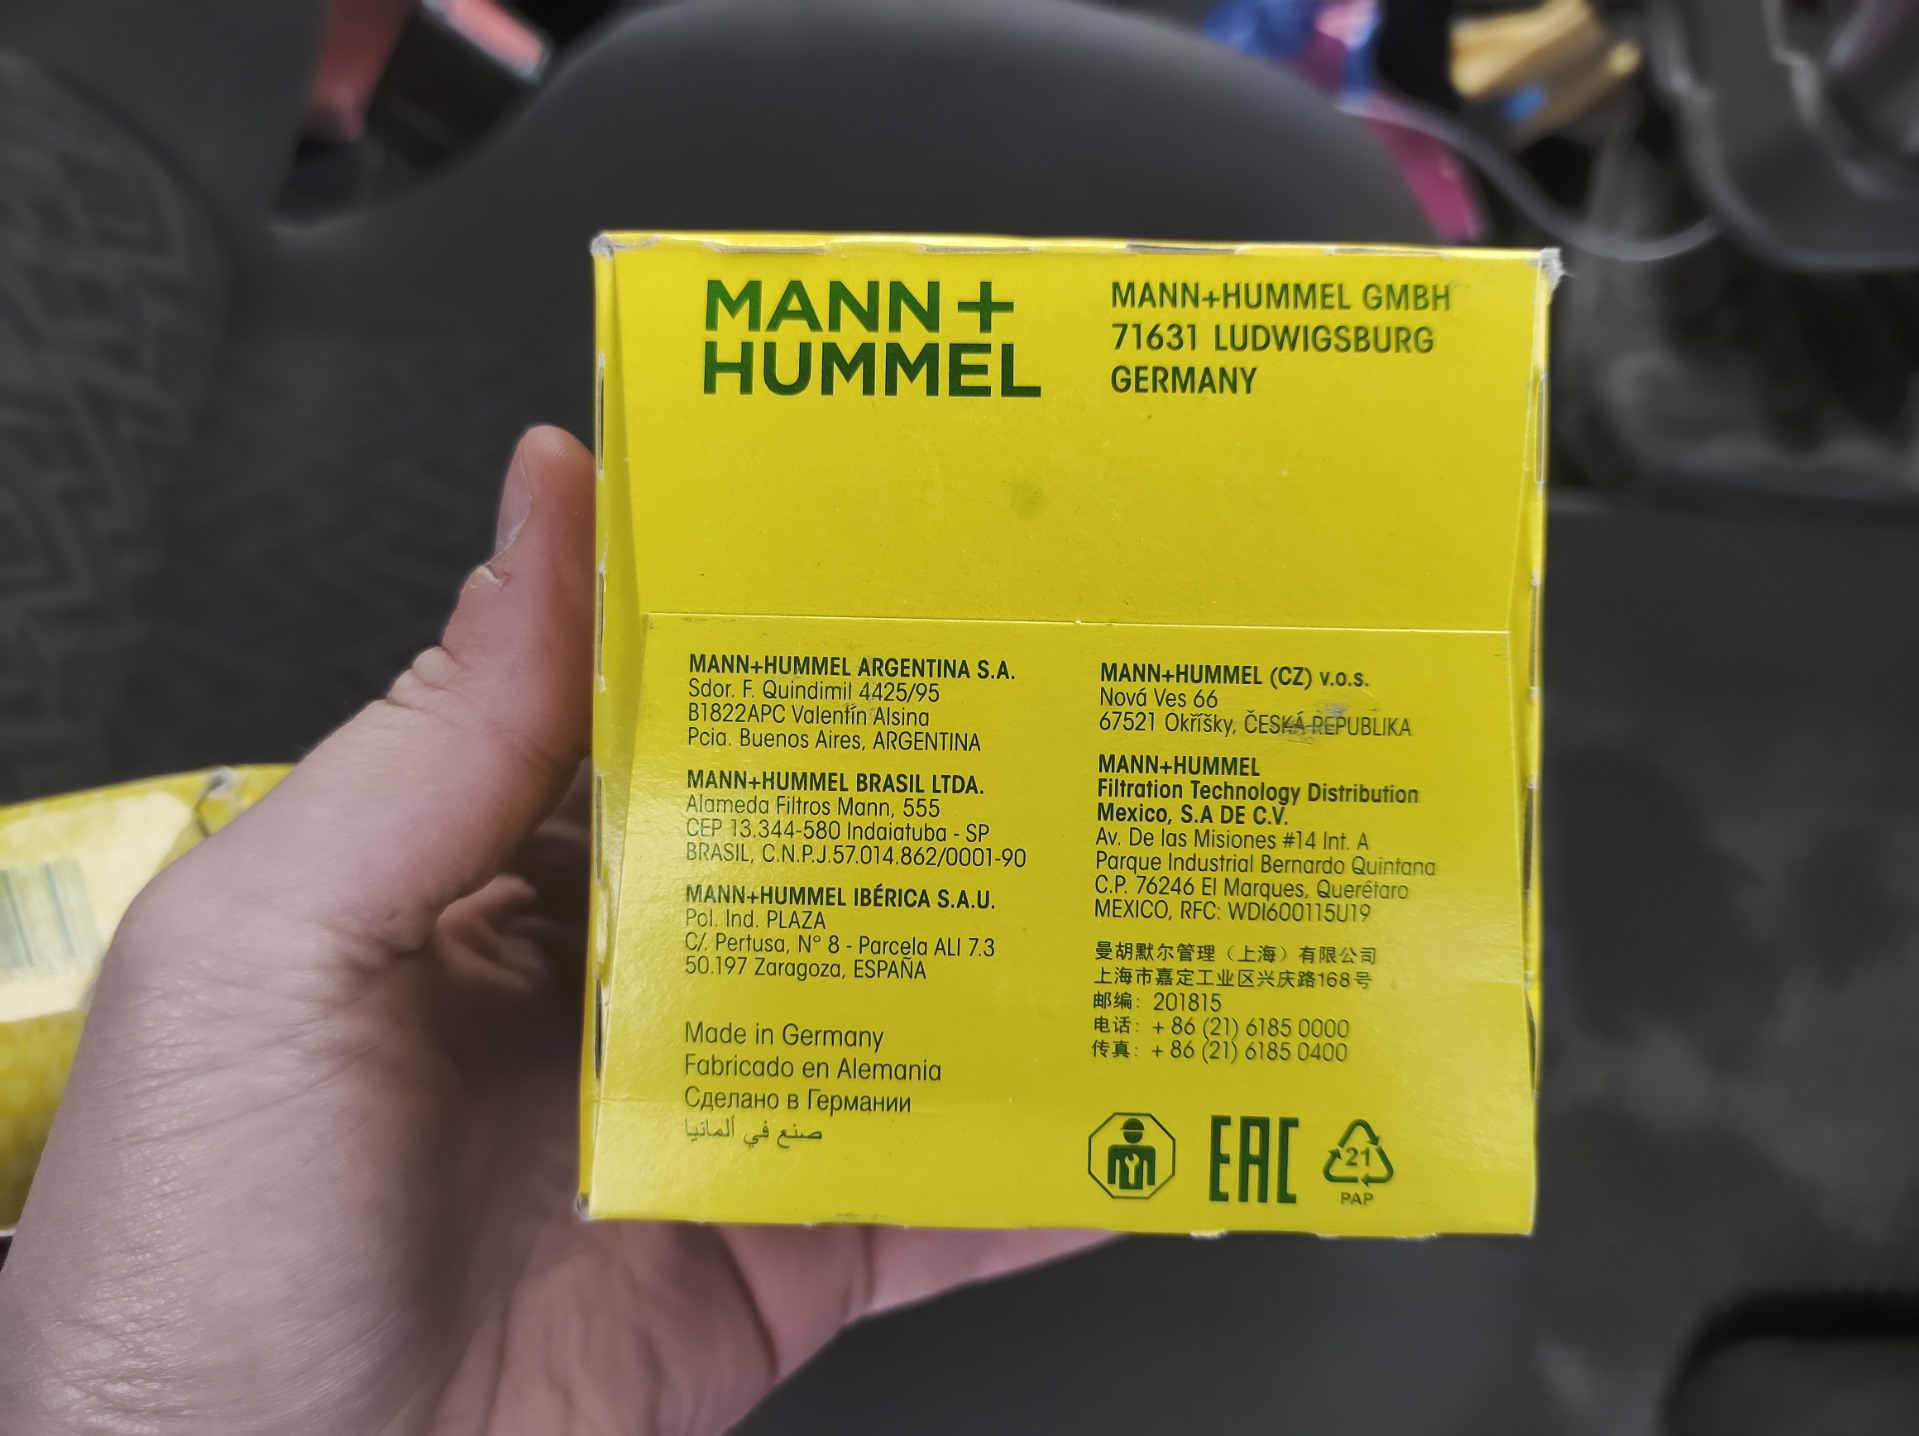 MANN+
HUMMEL
MANN+HUMMEL GMBH
71631 LUDWIGSBURG
GERMANY
MANN+HUMMEL ARGENTINA S.A.
Sdor. F. Quindimil 4425/95
B1822APC Valentín Alsina
Pcia. Buenos Aires, ARGENTINA
MANN+HUMMEL BRASIL LTDA.
Alameda Filtros Mann, 555
CEP 13.344-580 Indaiatuba - SP
BRASIL, C.N.P.J.57.014.862/0001-90
MANN+HUMMEL IBÉRICA S.A.U.
Pol. Ind. PLAZA
C/. Pertusa, N° 8 - Parcela ALI 7.3
50.197 Zaragoza, ESPAÑA
Made in Germany
Fabricado en Alemania
Сделано в Германии
صنع في ألمانيا
MANN+HUMMEL (CZ) v.o.s.
Nová Ves 66
67521 Okříšky, ČESKÁ REPUBLIKA
MANN+HUMMEL
Filtration Technology Distribution
Mexico, S.A DE C.V.
Av. De las Misiones #14 Int. A
Parque Industrial Bernardo Quintana
C.P. 76246 El Marques, Querétaro
MEXICO, RFC: WDI600115U19
曼胡默尔管理（上海）有限公司
上海市嘉定工业区兴庆路168号
邮编: 201815
电话: + 86 (21) 6185 0000
传真: + 86 (21) 6185 0400
EAC
21
PAP